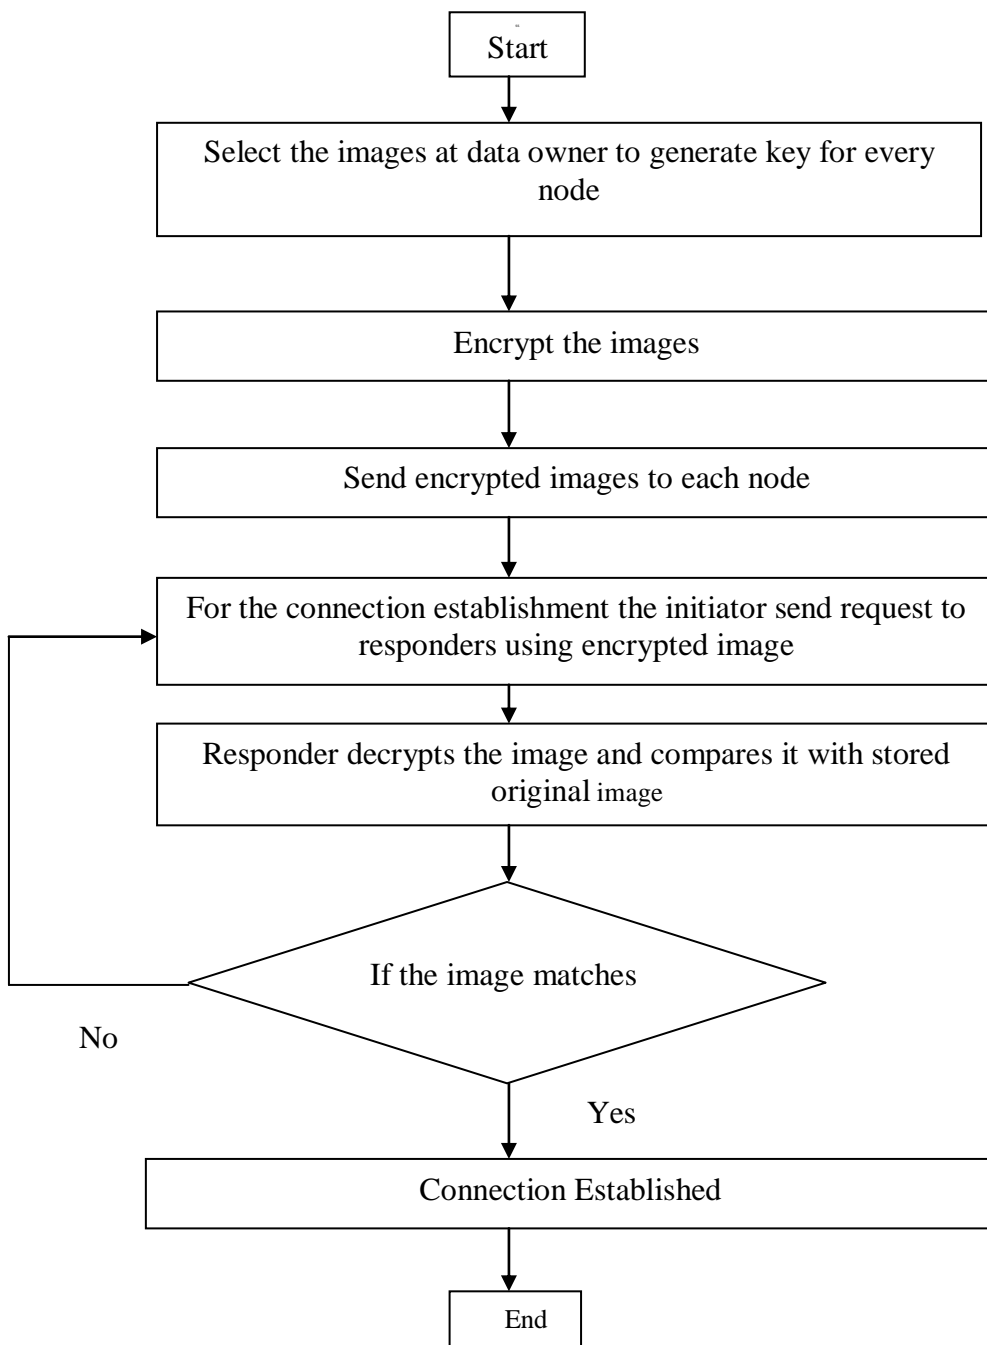 Start
Select the images at data owner to generate key for every
node
Encrypt the images
Send encrypted images to each node
For the connection establishment the initiator send request to
responders using encrypted image
Responder decrypts the image and compares it with stored
original image
If the image matches
No
Yes
Connection Established
End